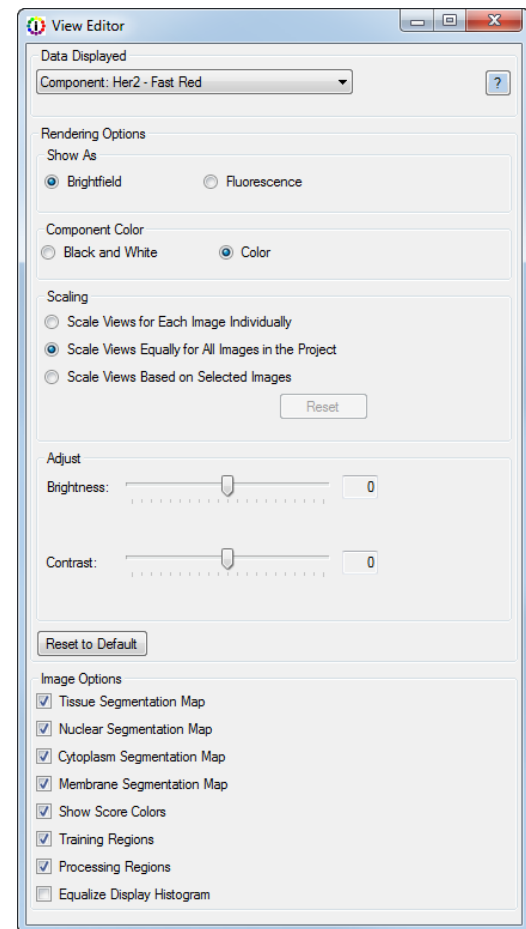 View Editor
Data Displayed
Component: Her2 - Fast Red
?
Rendering Options
Show As
Brightfield Fluorescence
Component Color
Black and White Color
Scaling
Scale Views for Each Image Individually
Scale Views Equally for All Images in the Project
Scale Views Based on Selected Images
Reset
Adjust
Brightness: 0
Contrast: 0
Reset to Default
Image Options
Tissue Segmentation Map
Nuclear Segmentation Map
Cytoplasm Segmentation Map
Membrane Segmentation Map
Show Score Colors
Training Regions
Processing Regions
Equalize Display Histogram